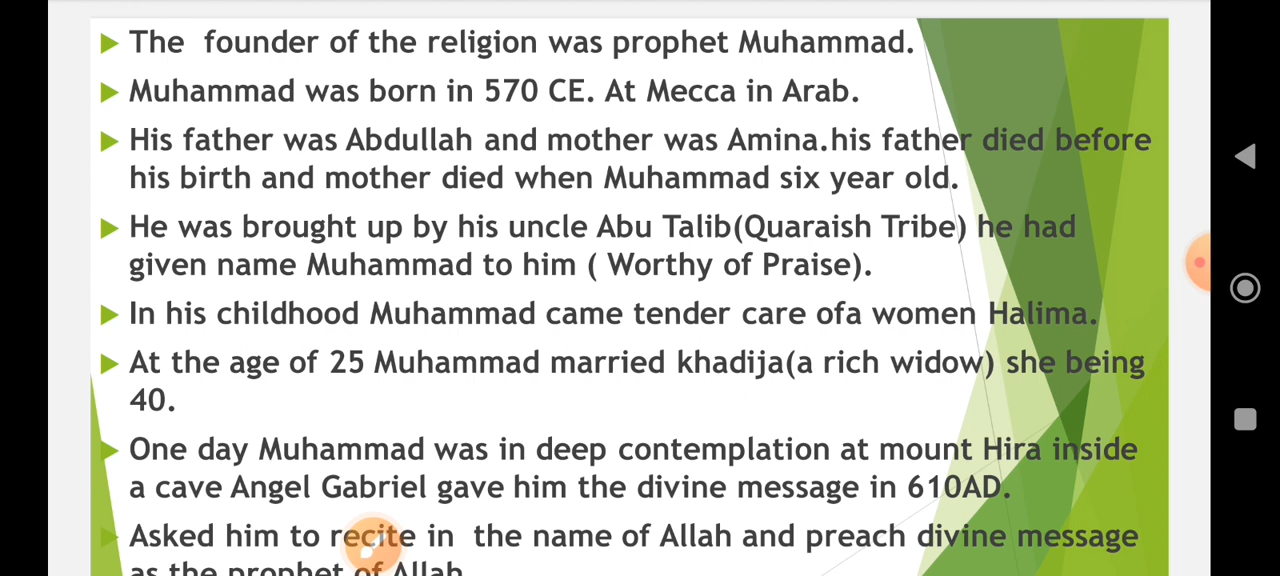 The founder of the religion was prophet Muhammad.
Muhammad was born in 570 CE. At Mecca in Arab.
His father was Abdullah and mother was Amina.his father died before
his birth and mother died when Muhammad six year old.
He was brought up by his uncle Abu Talib(Quaraish Tribe) he had
given name Muhammad to him ( Worthy of Praise).
In his childhood Muhammad came tender care ofa women Halima.
At the age of 25 Muhammad married khadija(a rich widow) she being
40.
One day Muhammad was in deep contemplation at mount Hira inside
a cave Angel Gabriel gave him the divine message in 610AD.
Asked him to recite in the name of Allah and preach divine message
as the prophet of Allah